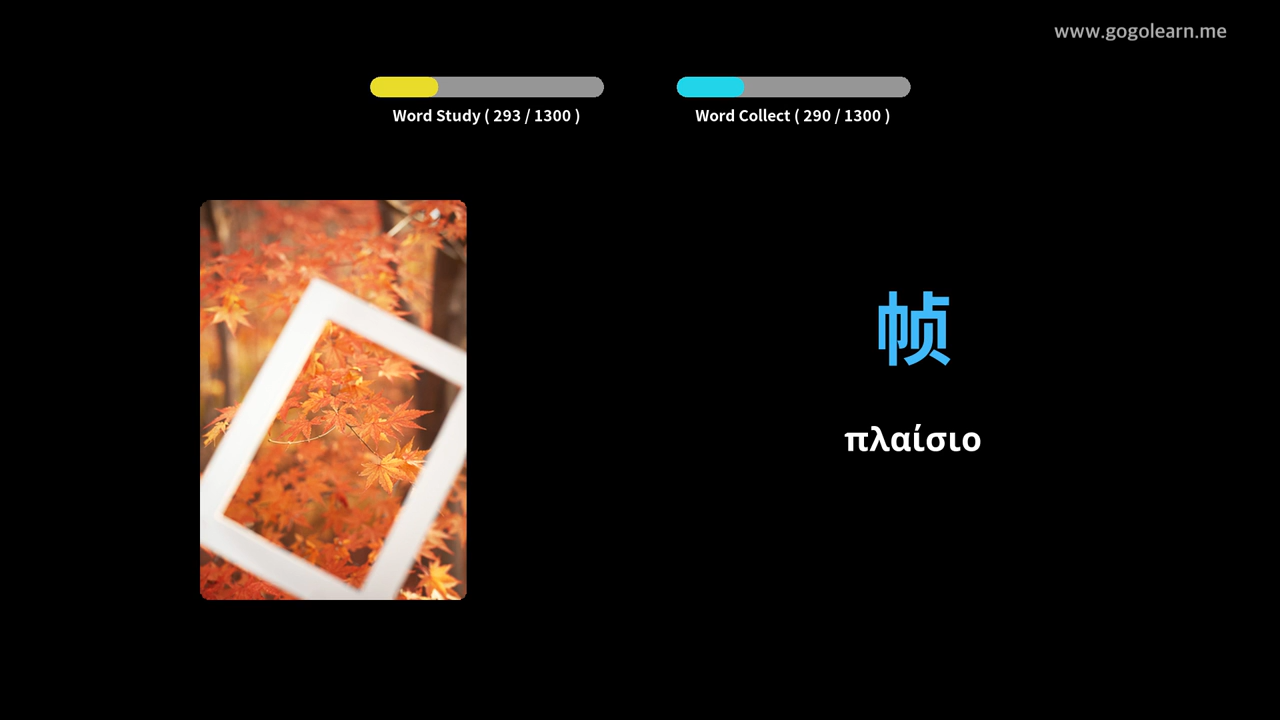 www.gogolearn.me
Word Study ( 293 / 1300 )
Word Collect ( 290 / 1300 )
帧
πλαίσιο